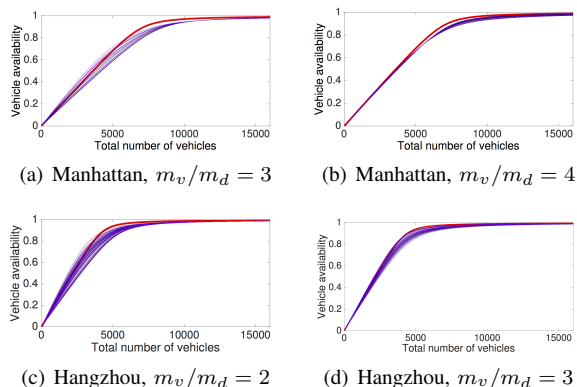 1
0.8
0.6
0.4
0.2
0
0 5000 10000 15000
Vehicle availability
Total number of vehicles
(a) Manhattan, m_v/m_d = 3
1
0.8
0.6
0.4
0.2
0
0 5000 10000 15000
Vehicle availability
Total number of vehicles
(b) Manhattan, m_v/m_d = 4
1
0.8
0.6
0.4
0.2
0
0 5000 10000 15000
Vehicle availability
Total number of vehicles
(c) Hangzhou, m_v/m_d = 2
1
0.8
0.6
0.4
0.2
0
0 5000 10000 15000
Vehicle availability
Total number of vehicles
(d) Hangzhou, m_v/m_d = 3